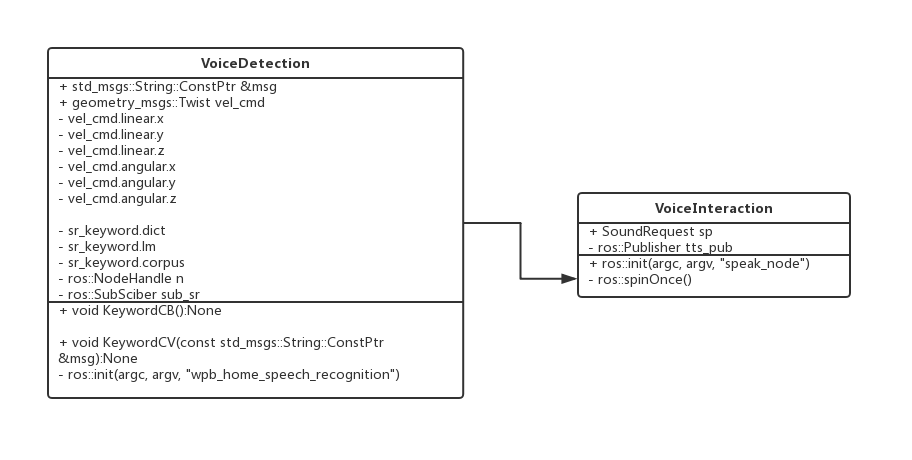 VoiceDetection
+ std_msgs::String::ConstPtr &msg
+ geometry_msgs::Twist vel_cmd
- vel_cmd.linear.x
- vel_cmd.linear.y
- vel_cmd.linear.z
- vel_cmd.angular.x
- vel_cmd.angular.y
- vel_cmd.angular.z
- sr_keyword.dict
- sr_keyword.lm
- sr_keyword.corpus
- ros::NodeHandle n
- ros::SubSciber sub_sr
+ void KeywordCB():None
+ void KeywordCV(const std_msgs::String::ConstPtr
&msg):None
- ros::init(argc, argv, "wpb_home_speech_recognition")
VoiceInteraction
+ SoundRequest sp
- ros::Publisher tts_pub
+ ros::init(argc, argv, "speak_node")
- ros::spinOnce()